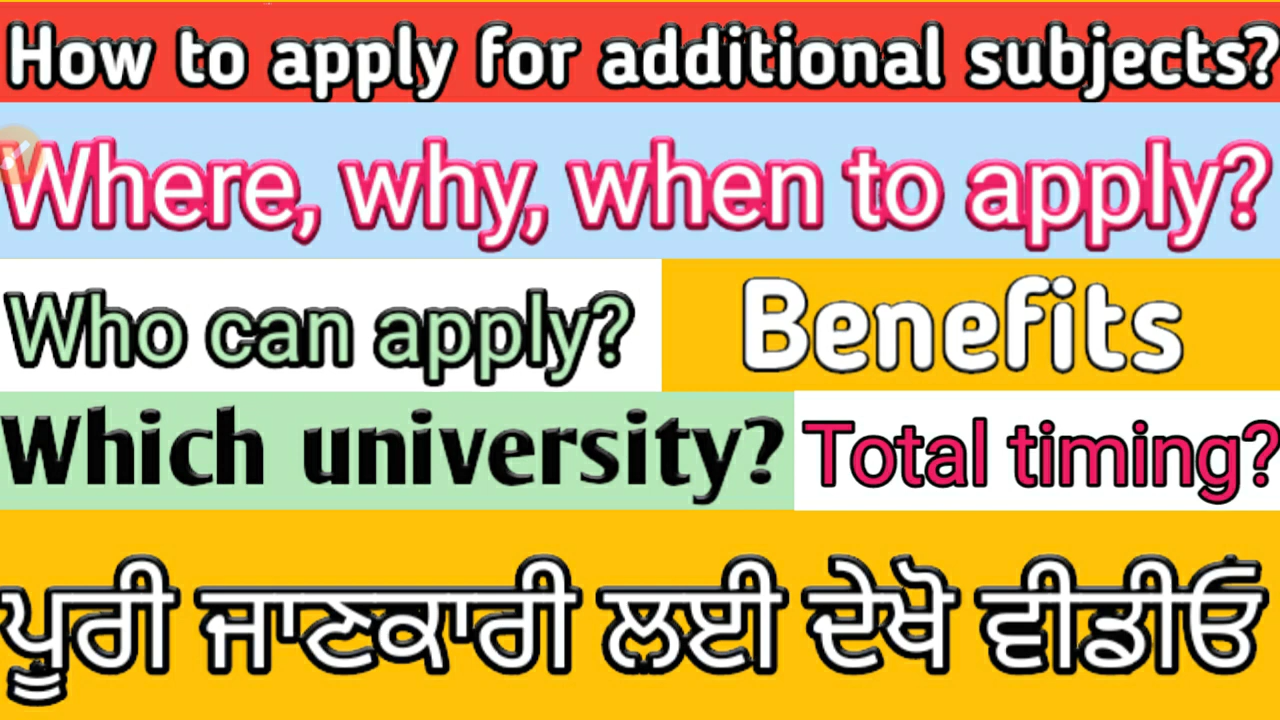 How to apply for additional subjects?
Where, why, when to apply?
Who can apply?
Benefits
Which university?
Total timing?
ਪੂਰੀ ਜਾਣਕਾਰੀ ਲਈ ਦੇਖੋ ਵੀਡੀਓ